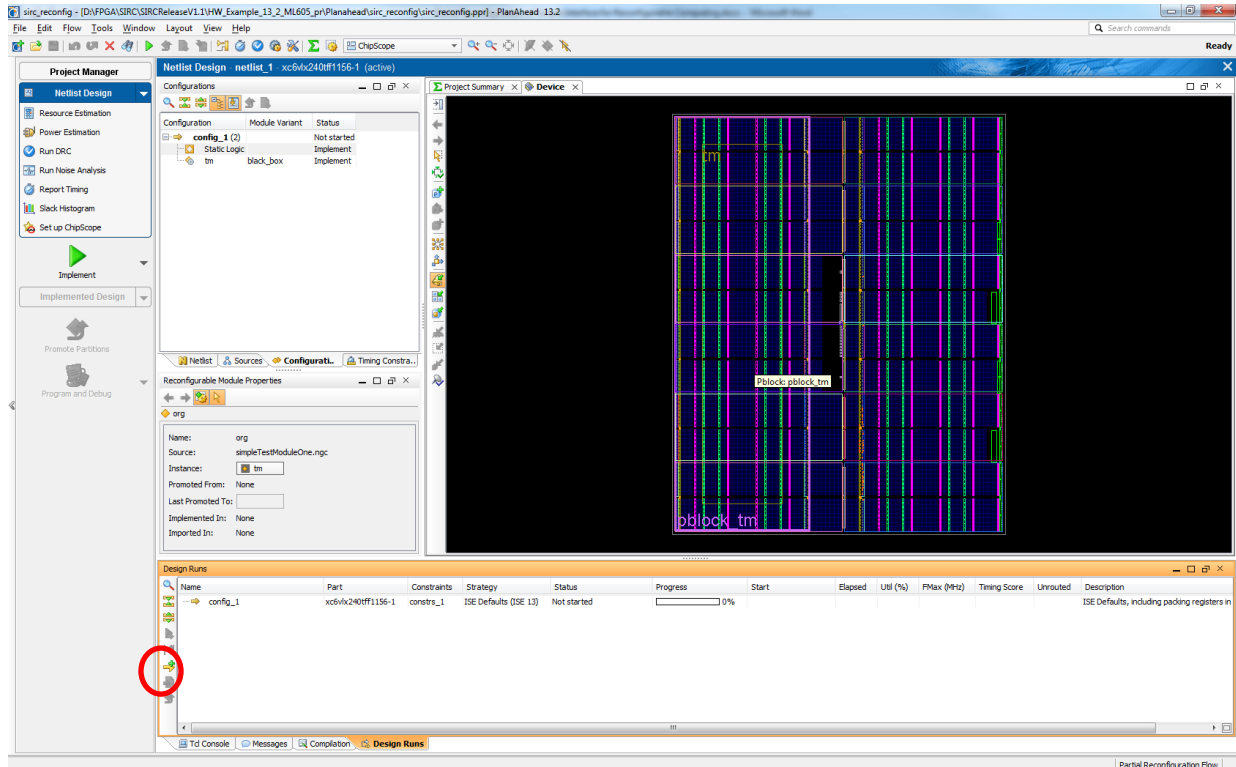 sirc_reconfig - [D:\FPGA\SIRC\SIRCReleaseV1.1\HW_Example_13_2_ML605_pr\Planahead\sirc_reconfig\sirc_reconfig.ppr] - PlanAhead 13.2
File Edit Flow Tools Window Layout View Help
Search commands
ChipScope
Ready
Project Manager
Netlist Design
Resource Estimation
Power Estimation
Run DRC
Run Noise Analysis
Report Timing
Slack Histogram
Set up ChipScope
Implement
Implemented Design
Promote Partitions
Program and Debug
Netlist Design - netlist_1 - xc6vlx240tff1156-1 (active)
Configurations
Configuration Module Variant Status
config_1 (2) Not started
Static Logic Implement
tm black_box Implement
Netlist Sources Configurati.. Timing Constra..
Reconfigurable Module Properties
org
Name: org
Source: simpleTestModuleOne.ngc
Instance: tm
Promoted From: None
Last Promoted To:
Implemented In: None
Imported In: None
Project Summary Device
tm
Pblock: pblock_tm
pblock_tm
Design Runs
Name Part Constraints Strategy Status Progress Start Elapsed Util (%) FMax (MHz) Timing Score Unrouted Description
config_1 xc6vlx240tff1156-1 constrs_1 ISE Defaults (ISE 13) Not started 0% ISE Defaults, including packing registers in
Tcl Console Messages Compilation Design Runs
Partial Reconfiguration Flow